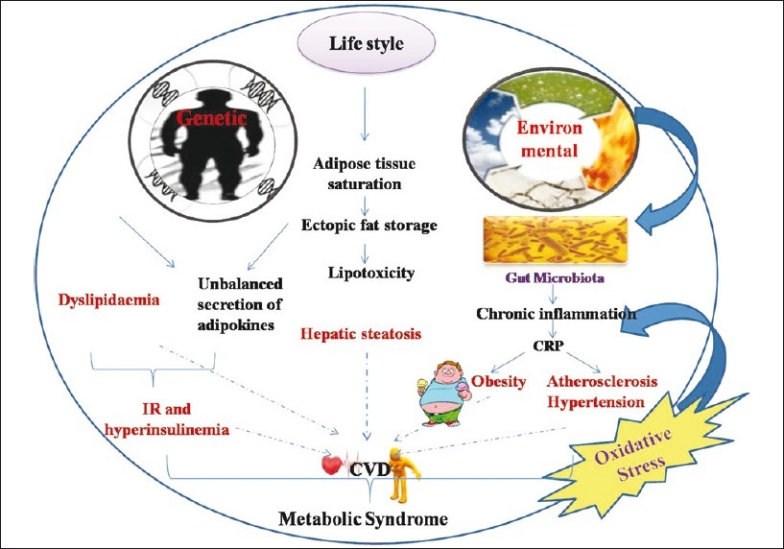 Life style
Genetic
Environ
mental
Adipose tissue
saturation
Ectopic fat storage
Lipotoxicity
Gut Microbiota
Unbalanced
secretion of
adipokines
Dyslipidaemia
Chronic inflammation
Hepatic steatosis
CRP
Obesity
Atherosclerosis
Hypertension
IR and
hyperinsulinemia
Oxidative
Stress
CVD
Metabolic Syndrome